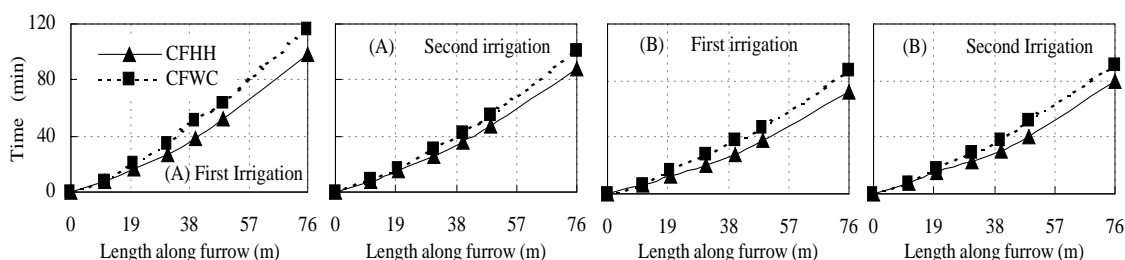 120
80
40
0
Time (min)
CFHH
CFWC
(A) First Irrigation
0 19 38 57 76
Length along furrow (m)
(A) Second irrigation
0 19 38 57 76
Length along furrow (m)
(B) First irrigation
0 19 38 57 76
Length along furrow (m)
(B) Second Irrigation
0 19 38 57 76
Length along furrow (m)